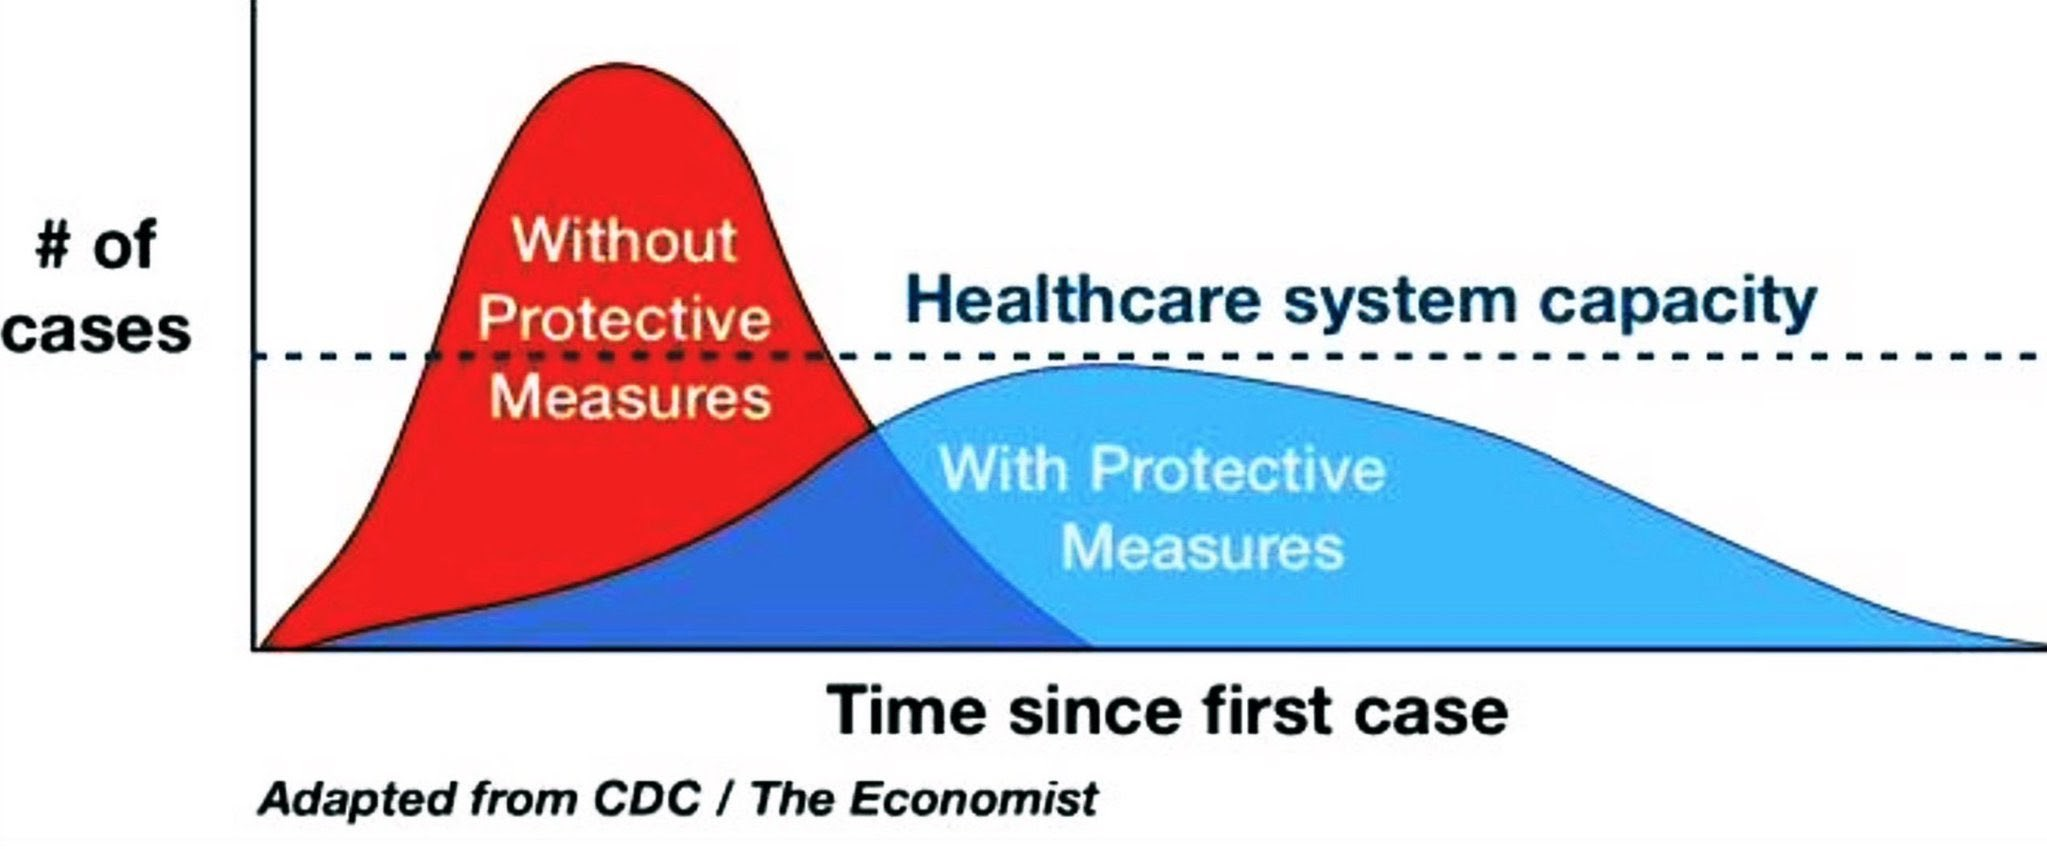 # of
cases
Without
Protective
Measures
Healthcare system capacity
With Protective
Measures
Time since first case
Adapted from CDC / The Economist